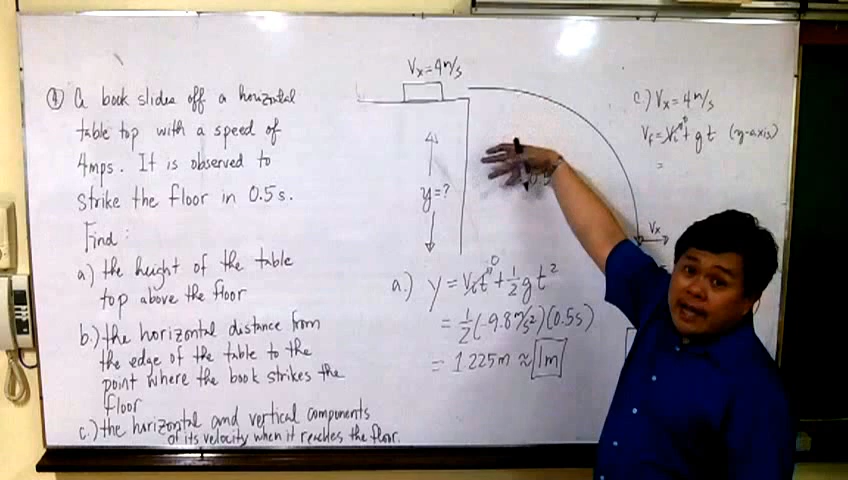 ④ A book slides off a horizontal
table top with a speed of
4mps. It is observed to
strike the floor in 0.5s.
Find:
a) the height of the table
top above the floor
b.) the horizontal distance from
the edge of the table to the
point where the book strikes the
floor
c.) the horizontal and vertical components
of its velocity when it reaches the floor.
Vx = 4m/s
y = ?
a.) y = Vit + ½gt²
0
= ½(-9.8m/s²)(0.5s)
= 1.225m ≈ 1m
c.) Vx = 4m/s
Vf = Vi + gt (y-axis)
0
=
Vx